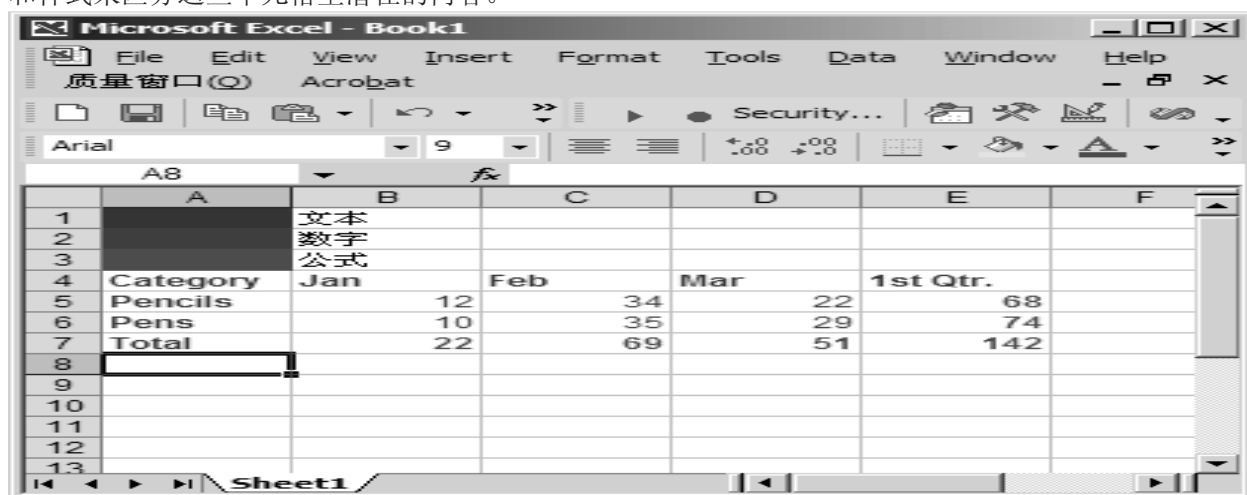 Microsoft Excel - Book1
File Edit View Insert Format Tools Data Window Help
质量窗口(Q) Acrobat
Security...
Arial 9
A8 fx
A B C D E F
1 文本
2 数字
3 公式
4 Category Jan Feb Mar 1st Qtr.
5 Pencils 12 34 22 68
6 Pens 10 35 29 74
7 Total 22 69 51 142
8
9
10
11
12
13
Sheet1